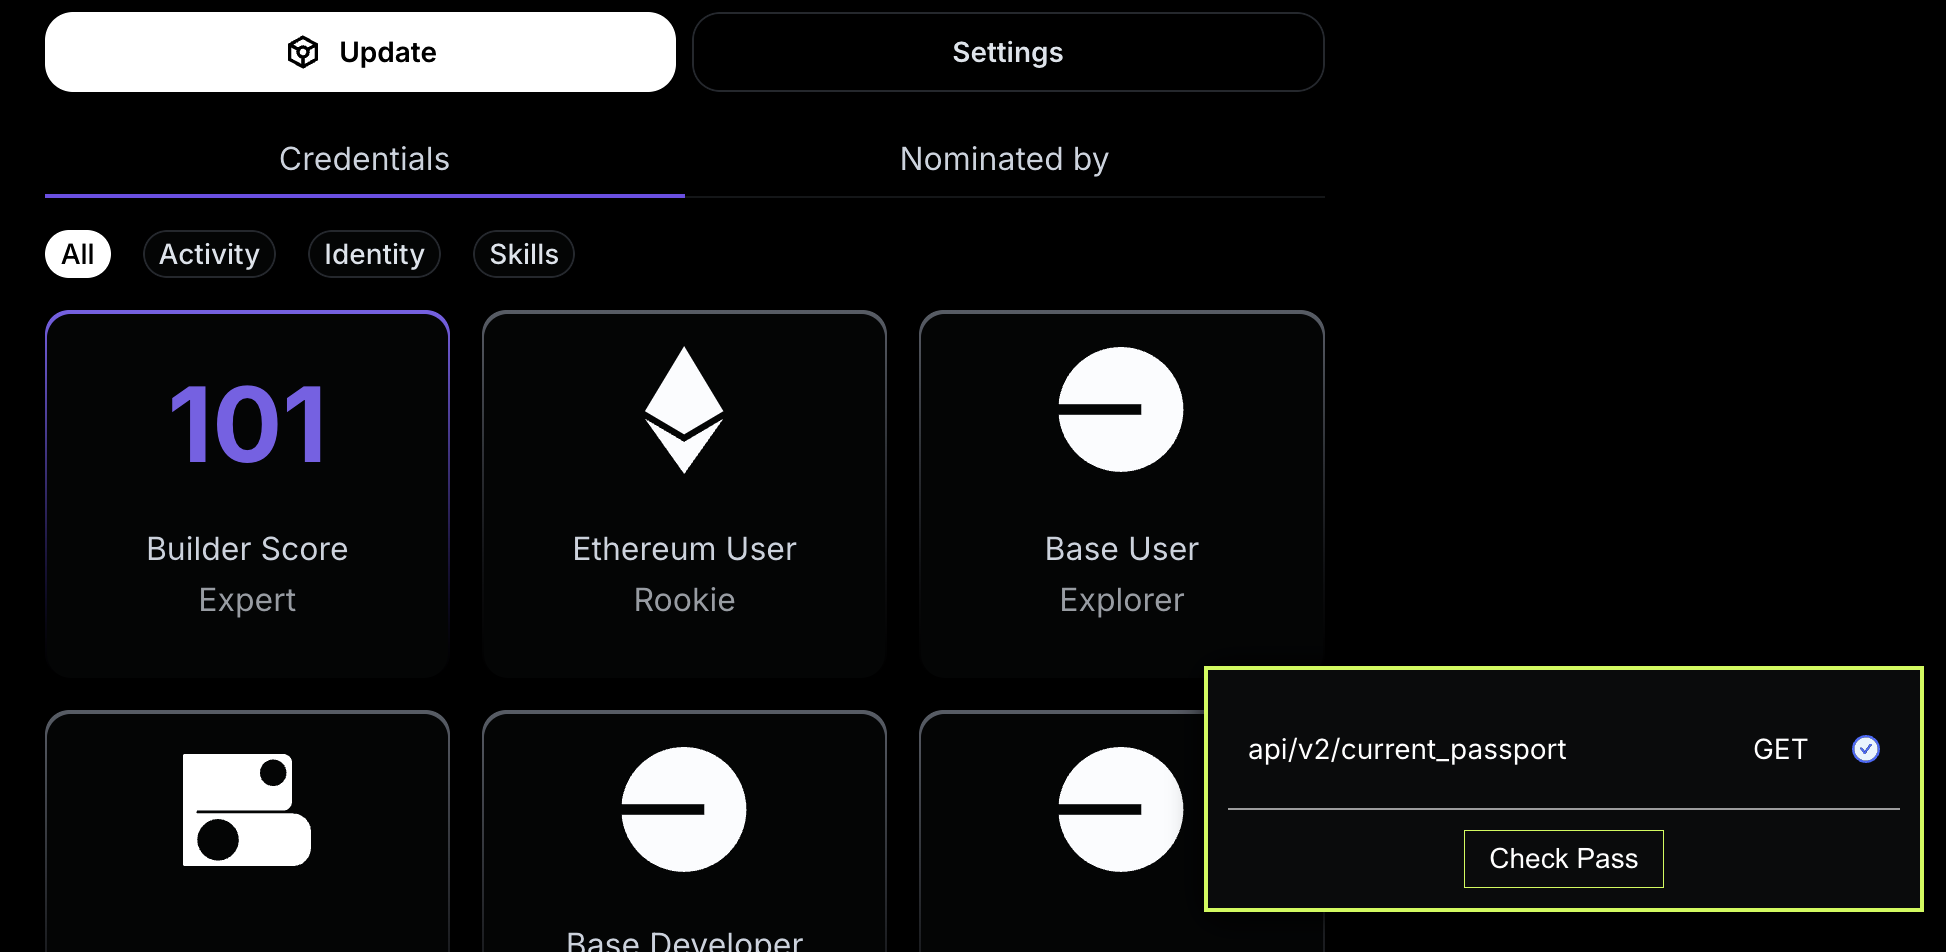 Update
Settings
Credentials
Nominated by
All
Activity
Identity
Skills
101
Builder Score
Expert
Ethereum User
Rookie
Base User
Explorer
Base Developer
api/v2/current_passport
GET
Check Pass